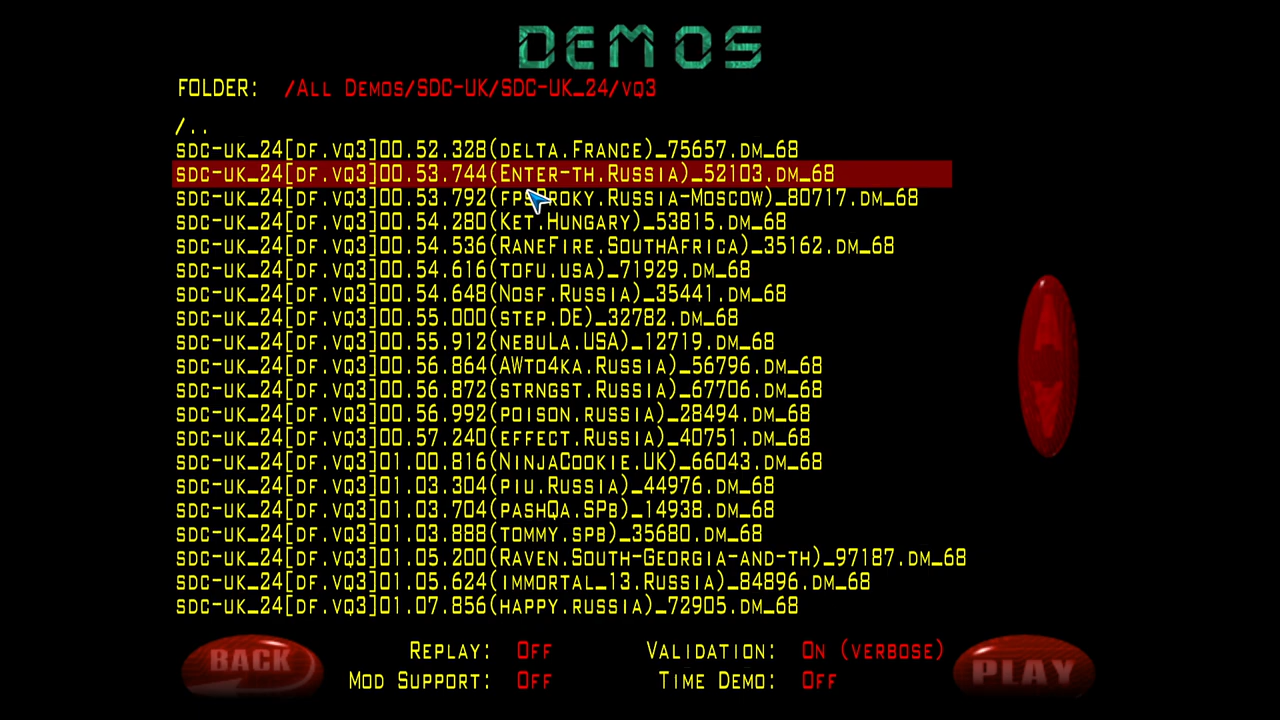 DEMOS
FOLDER: /All Demos/SDC-UK/SDC-UK_24/vq3
/..
sdc-uk_24[df.vq3]00.52.328(delta.France)_75657.dm_68
sdc-uk_24[df.vq3]00.53.744(Enter-th.Russia)_52103.dm_68
sdc-uk_24[df.vq3]00.53.792(fpsproky.Russia-Moscow)_80717.dm_68
sdc-uk_24[df.vq3]00.54.280(Ket.Hungary)_53815.dm_68
sdc-uk_24[df.vq3]00.54.536(RaneFire.SouthAfrica)_35162.dm_68
sdc-uk_24[df.vq3]00.54.616(tofu.usa)_71929.dm_68
sdc-uk_24[df.vq3]00.54.648(Nosf.Russia)_35441.dm_68
sdc-uk_24[df.vq3]00.55.000(step.DE)_32782.dm_68
sdc-uk_24[df.vq3]00.55.912(nebuLa.USA)_12719.dm_68
sdc-uk_24[df.vq3]00.56.864(AWto4ka.Russia)_56796.dm_68
sdc-uk_24[df.vq3]00.56.872(strngst.Russia)_67706.dm_68
sdc-uk_24[df.vq3]00.56.992(poison.russia)_28494.dm_68
sdc-uk_24[df.vq3]00.57.240(effect.Russia)_40751.dm_68
sdc-uk_24[df.vq3]01.00.816(NinjaCookie.UK)_66043.dm_68
sdc-uk_24[df.vq3]01.03.304(piu.Russia)_44976.dm_68
sdc-uk_24[df.vq3]01.03.704(pashQa.SPb)_14938.dm_68
sdc-uk_24[df.vq3]01.03.888(tommy.spb)_35680.dm_68
sdc-uk_24[df.vq3]01.05.200(Raven.South-Georgia-and-th)_97187.dm_68
sdc-uk_24[df.vq3]01.05.624(immortal_13.Russia)_84896.dm_68
sdc-uk_24[df.vq3]01.07.856(happy.russia)_72905.dm_68
BACK
Replay: Off
Validation: On (verbose)
Mod Support: Off
Time Demo: Off
PLAY